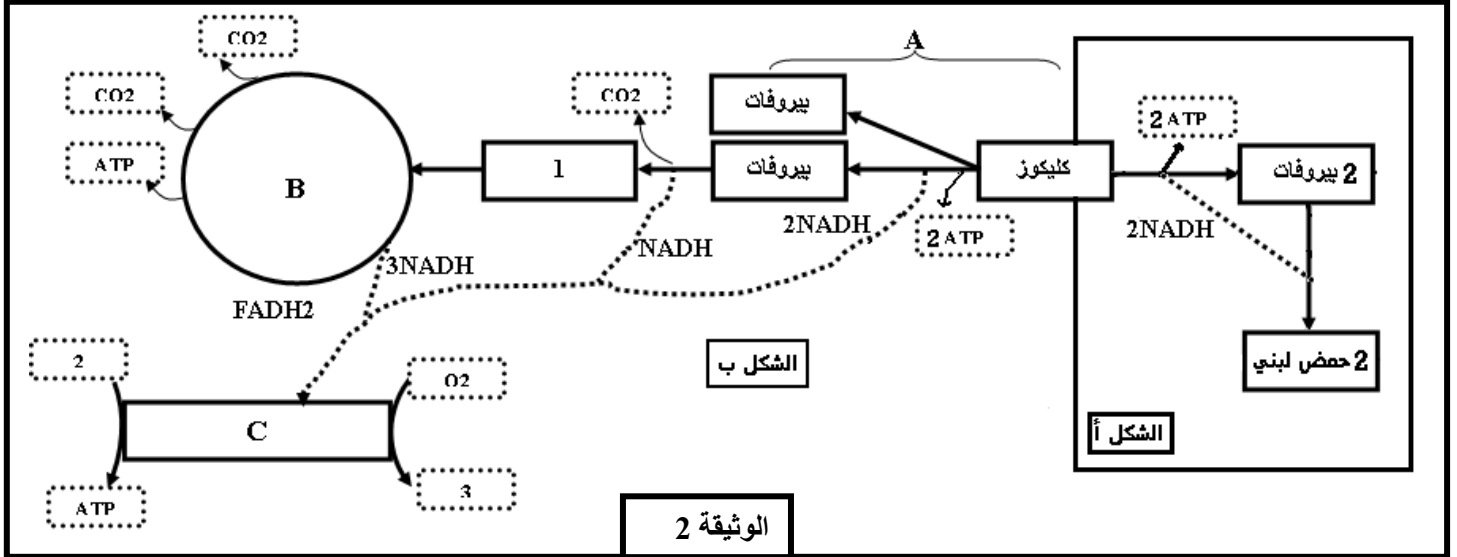 CO2
A
CO2
CO2
بيروفات
2 ATP
ATP
B
1
بيروفات
كليكوز
2 بيروفات
2NADH
NADH
2 ATP
2NADH
3NADH
FADH2
2
O2
الشكل ب
2 حمض لبني
C
الشكل أ
ATP
3
الوثيقة 2